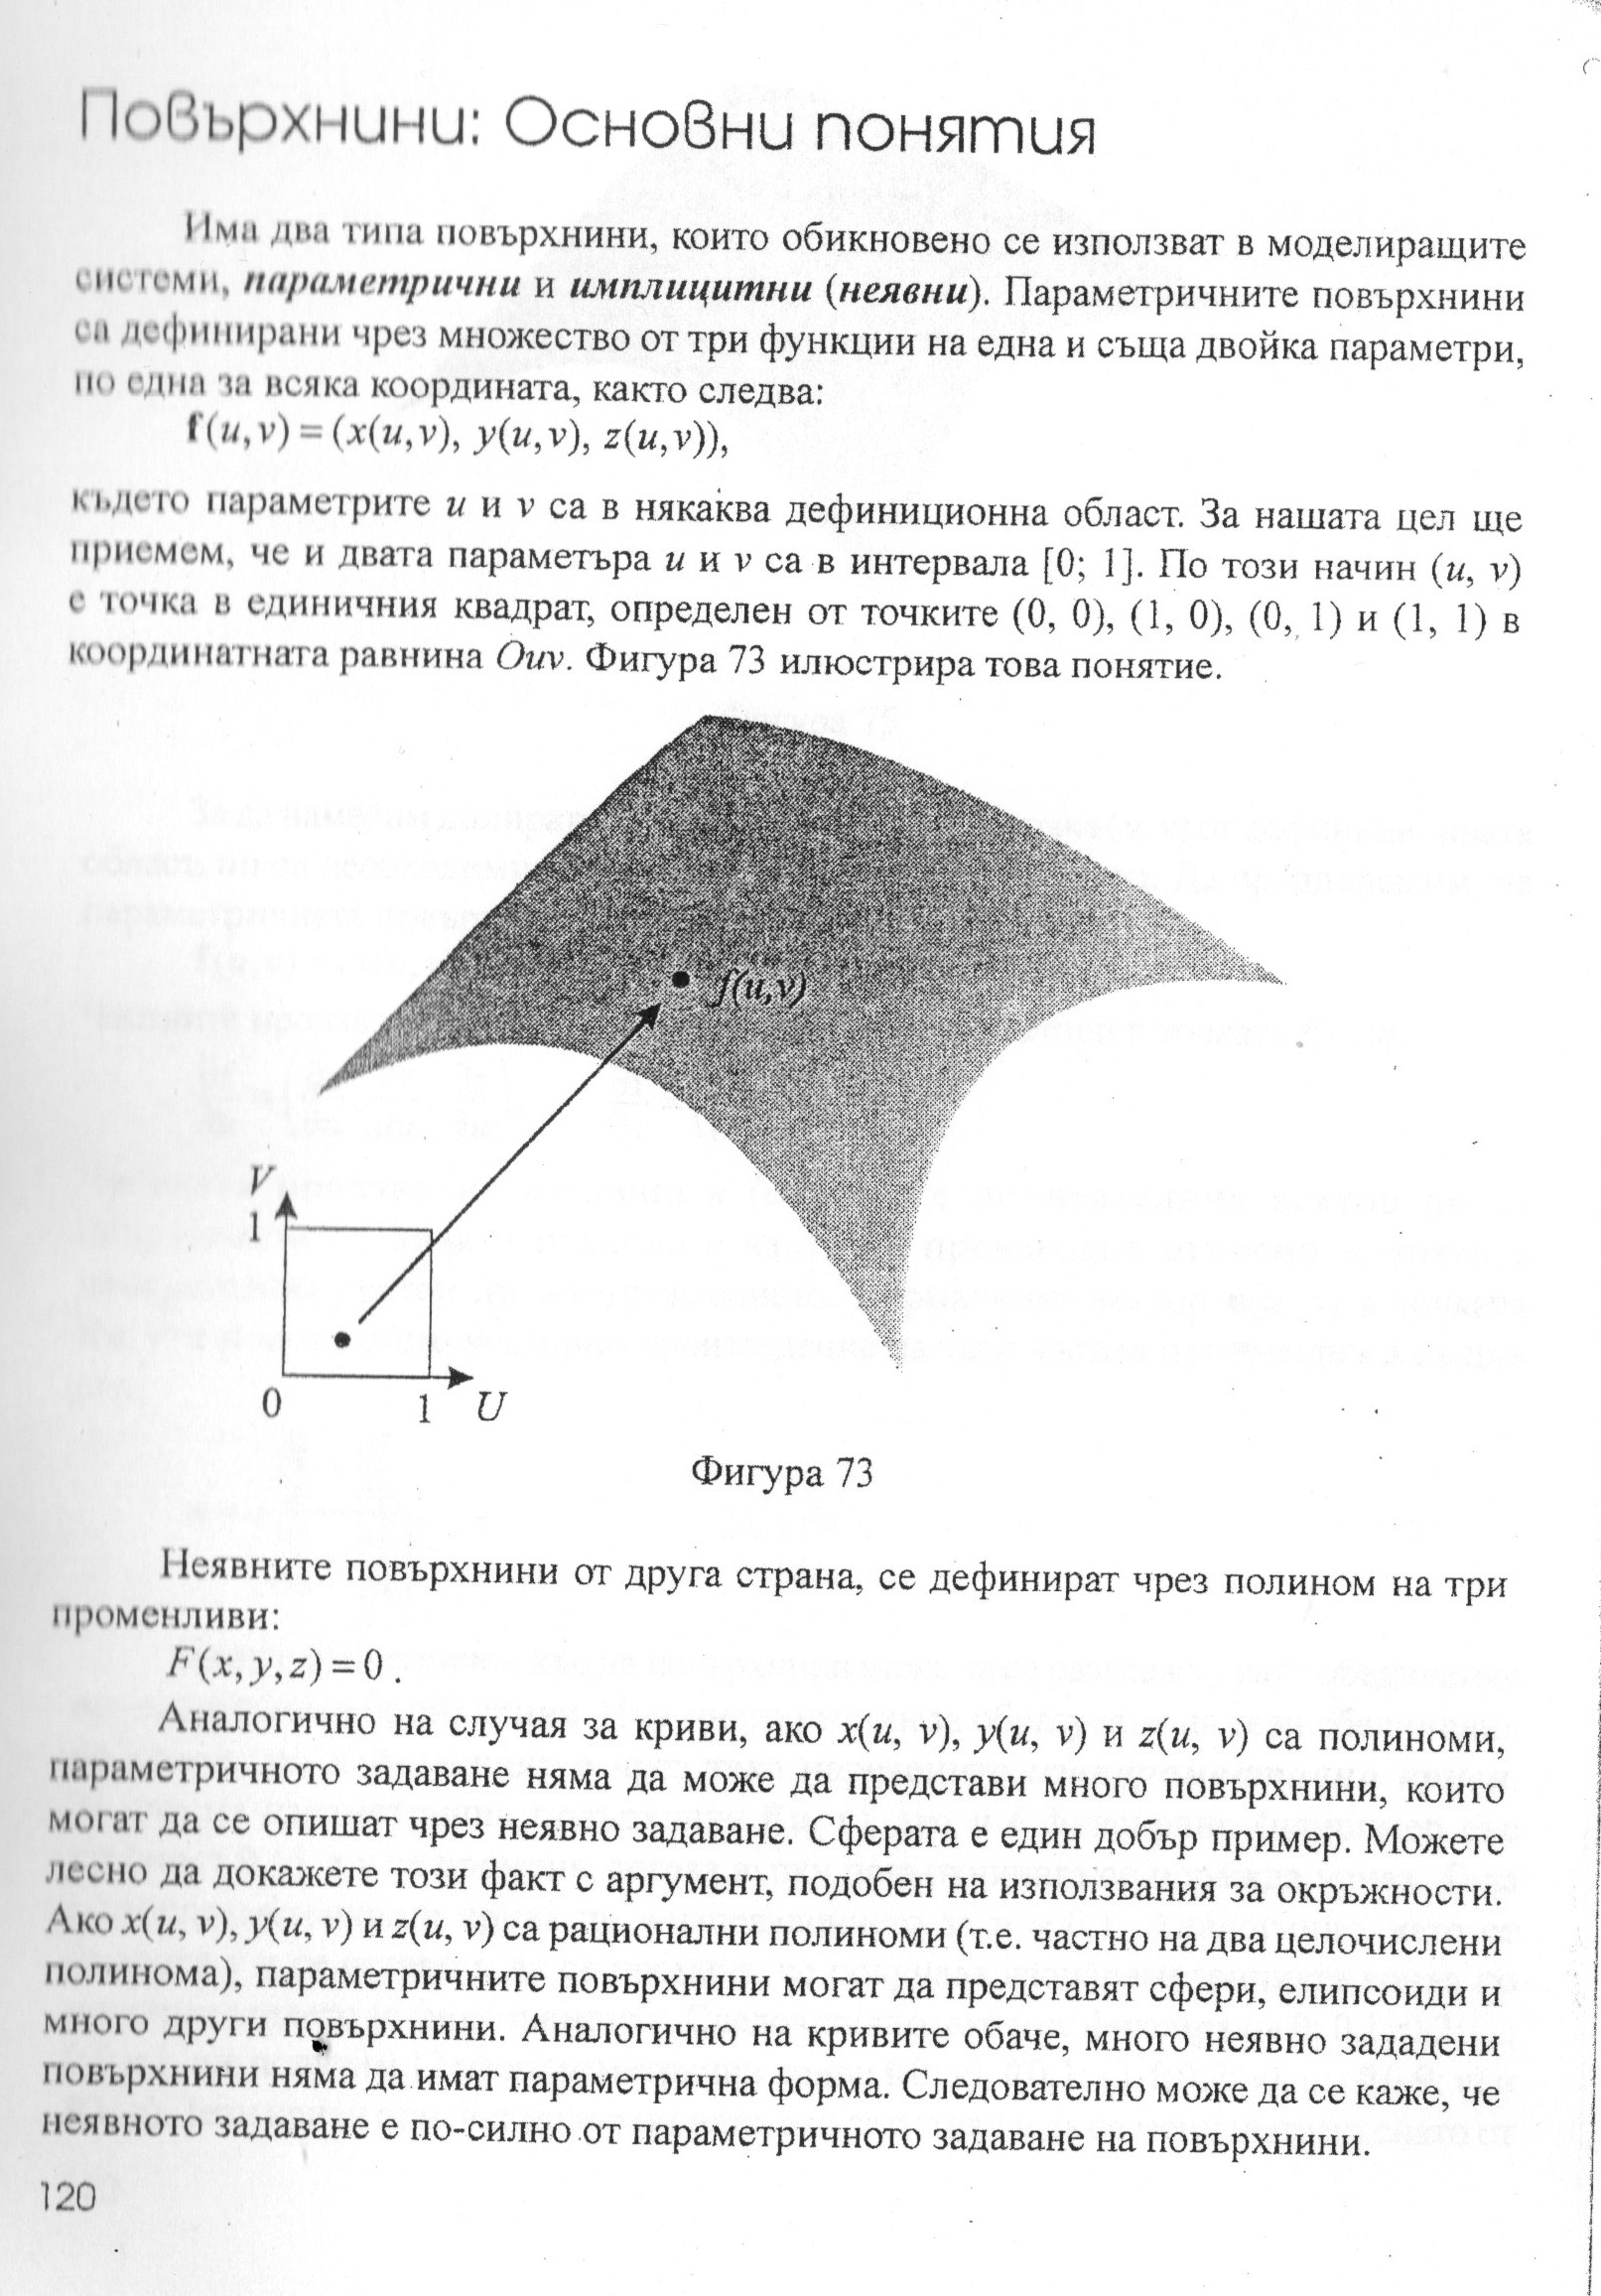 Повърхнини: Основни понятия
Има два типа повърхнини, които обикновено се използват в моделиращите
системи, параметрични и имплицитни (неявни). Параметричните повърхнини
са дефинирани чрез множество от три функции на една и съща двойка параметри,
по една за всяка координата, както следва:
f(u,v) = (x(u,v), y(u,v), z(u,v)),
където параметрите u и v са в някаква дефиниционна област. За нашата цел ще
приемем, че и двата параметъра u и v са в интервала [0; 1]. По този начин (u, v)
е точка в единичния квадрат, определен от точките (0, 0), (1, 0), (0, 1) и (1, 1) в
координатната равнина Ouv. Фигура 73 илюстрира това понятие.
f(u,v)
V
1
0 1 U
Фигура 73
Неявните повърхнини от друга страна, се дефинират чрез полином на три
променливи:
F(x,y,z)=0.
Аналогично на случая за криви, ако x(u, v), y(u, v) и z(u, v) са полиноми,
параметричното задаване няма да може да представи много повърхнини, които
могат да се опишат чрез неявно задаване. Сферата е един добър пример. Можете
лесно да докажете този факт с аргумент, подобен на използвания за окръжности.
Ако x(u, v), y(u, v) и z(u, v) са рационални полиноми (т.е. частно на два целочислени
полинома), параметричните повърхнини могат да представят сфери, елипсоиди и
много други повърхнини. Аналогично на кривите обаче, много неявно зададени
повърхнини няма да имат параметрична форма. Следователно може да се каже, че
неявното задаване е по-силно от параметричното задаване на повърхнини.
120